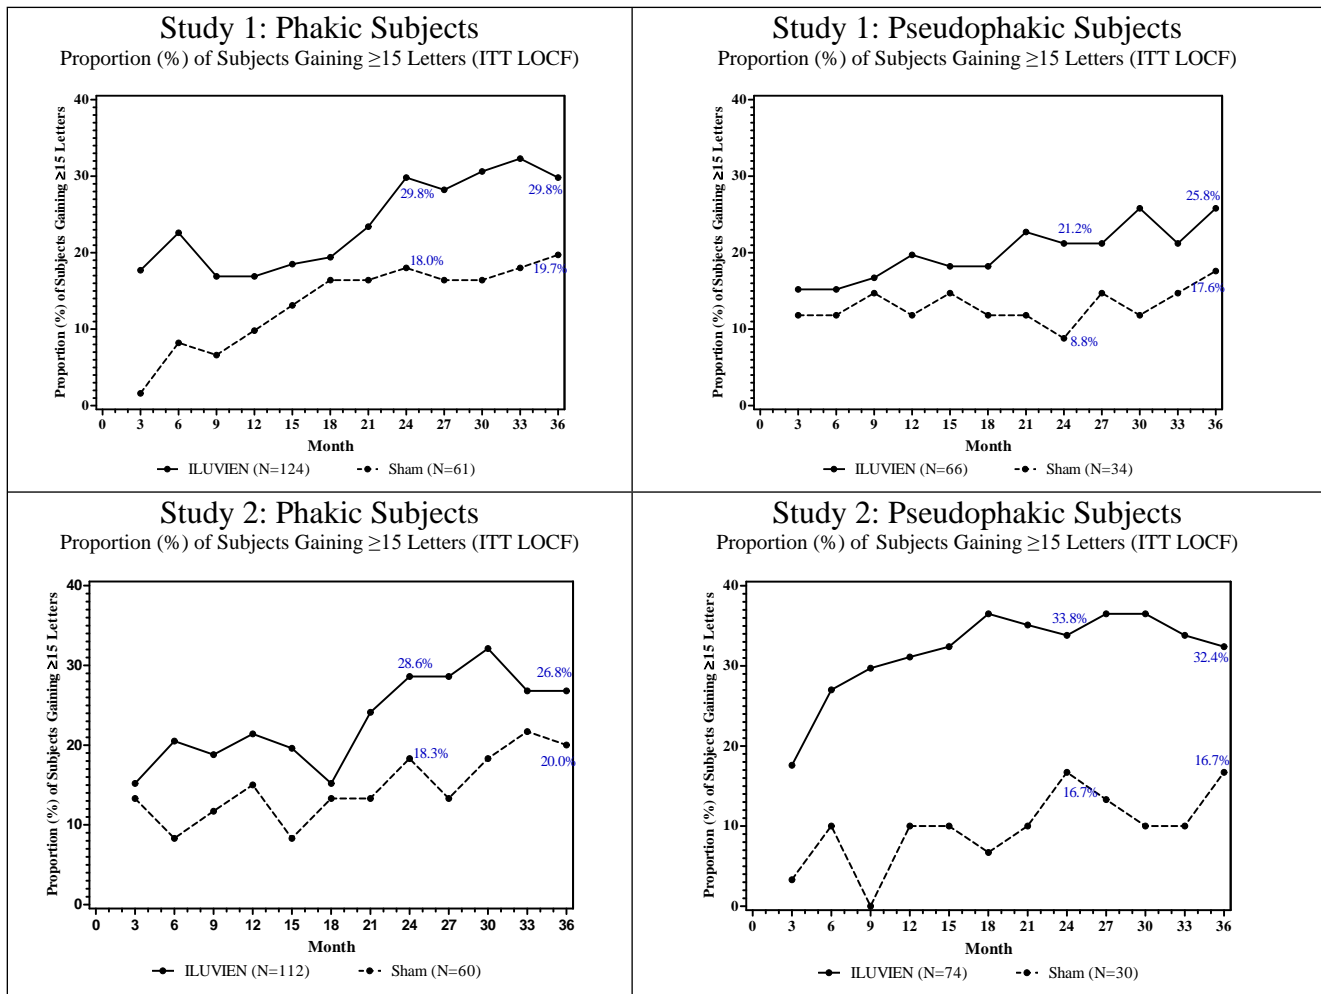 Study 1: Phakic Subjects
Proportion (%) of Subjects Gaining ≥15 Letters (ITT LOCF)
Proportion (%) of Subjects Gaining ≥15 Letters
40
30
20
10
0
29.8%
29.8%
18.0%
19.7%
0 3 6 9 12 15 18 21 24 27 30 33 36
Month
ILUVIEN (N=124) Sham (N=61)
Study 1: Pseudophakic Subjects
Proportion (%) of Subjects Gaining ≥15 Letters (ITT LOCF)
Proportion (%) of Subjects Gaining ≥15 Letters
40
30
20
10
0
25.8%
21.2%
17.6%
8.8%
0 3 6 9 12 15 18 21 24 27 30 33 36
Month
ILUVIEN (N=66) Sham (N=34)
Study 2: Phakic Subjects
Proportion (%) of Subjects Gaining ≥15 Letters (ITT LOCF)
Proportion (%) of Subjects Gaining ≥15 Letters
40
30
20
10
0
28.6%
26.8%
18.3%
20.0%
0 3 6 9 12 15 18 21 24 27 30 33 36
Month
ILUVIEN (N=112) Sham (N=60)
Study 2: Pseudophakic Subjects
Proportion (%) of Subjects Gaining ≥15 Letters (ITT LOCF)
Proportion (%) of Subjects Gaining ≥15 Letters
40
30
20
10
0
33.8%
32.4%
16.7%
16.7%
0 3 6 9 12 15 18 21 24 27 30 33 36
Month
ILUVIEN (N=74) Sham (N=30)